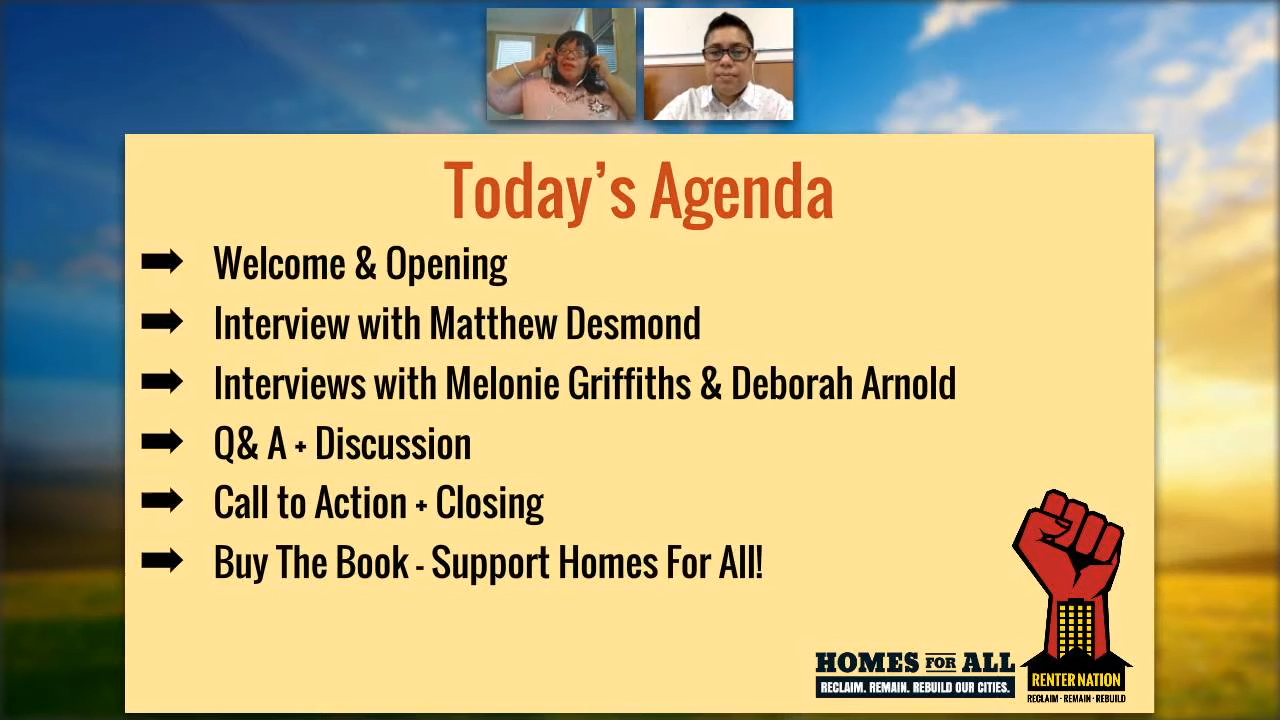 Today’s Agenda
Welcome & Opening
Interview with Matthew Desmond
Interviews with Melonie Griffiths & Deborah Arnold
Q& A + Discussion
Call to Action + Closing
Buy The Book - Support Homes For All!
HOMES FOR ALL
RECLAIM. REMAIN. REBUILD OUR CITIES.
RENTER NATION
RECLAIM · REMAIN · REBUILD